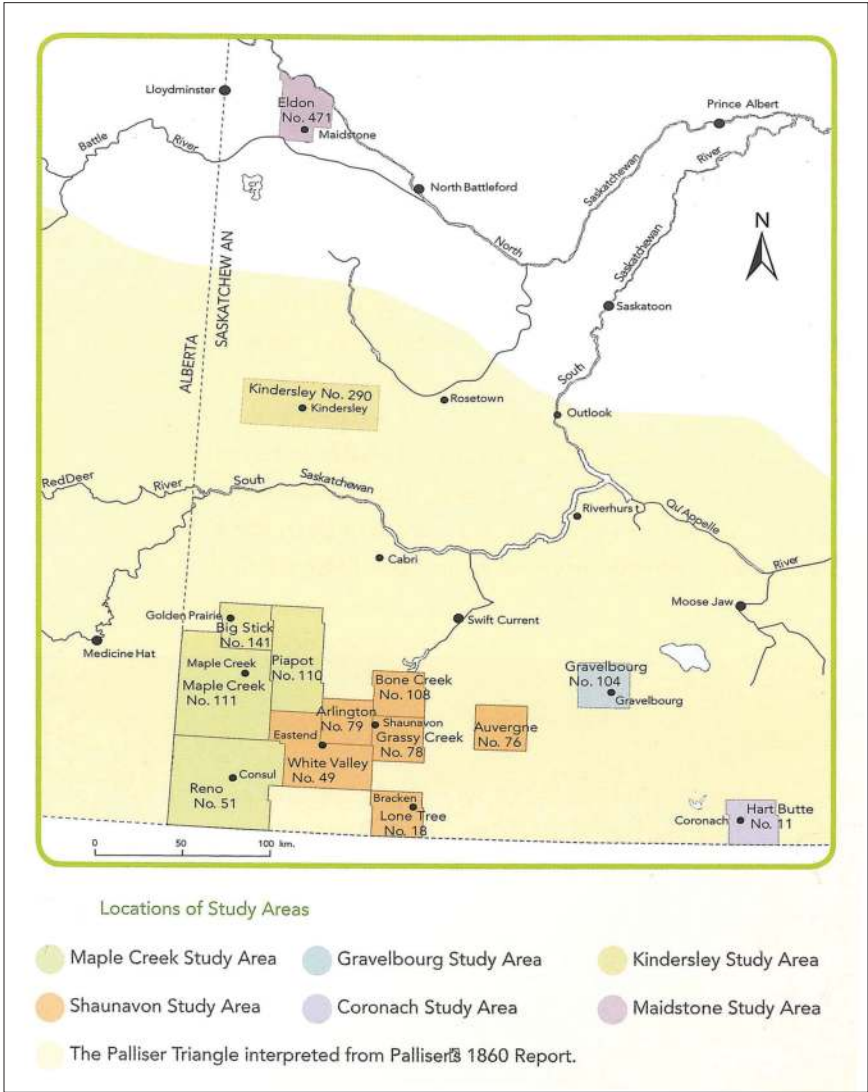 Lloydminster
Eldon
No. 471
Maidstone
Prince Albert
Battle
River
River
North Battleford
Saskatchewan
North
Saskatchewan
N
Saskatoon
South
ALBERTA
SASKATCHEW AN
Kindersley No. 290
Kindersley
Rosetown
Outlook
Red Deer
River
South
Saskatchewan
Riverhurs t
Qu'Appelle
River
Cabri
Moose Jaw
Golden Prairie
Big Stick
No. 141
Swift Current
Medicine Hat
Maple Creek
Maple Creek
No. 111
Piapot
No. 110
Bone Creek
No. 108
Gravelbourg
No. 104
Gravelbourg
Arlington
No. 79
Shaunavon
Grassy Creek
No. 78
Auvergne
No. 76
Eastend
White Valley
No. 49
Reno
No. 51
Consul
Bracken
Lone Tree
No. 18
Coronach
Hart Butte
No. 11
0 50 100 km.
Locations of Study Areas
Maple Creek Study Area
Gravelbourg Study Area
Kindersley Study Area
Shaunavon Study Area
Coronach Study Area
Maidstone Study Area
The Palliser Triangle interpreted from Palliser's 1860 Report.